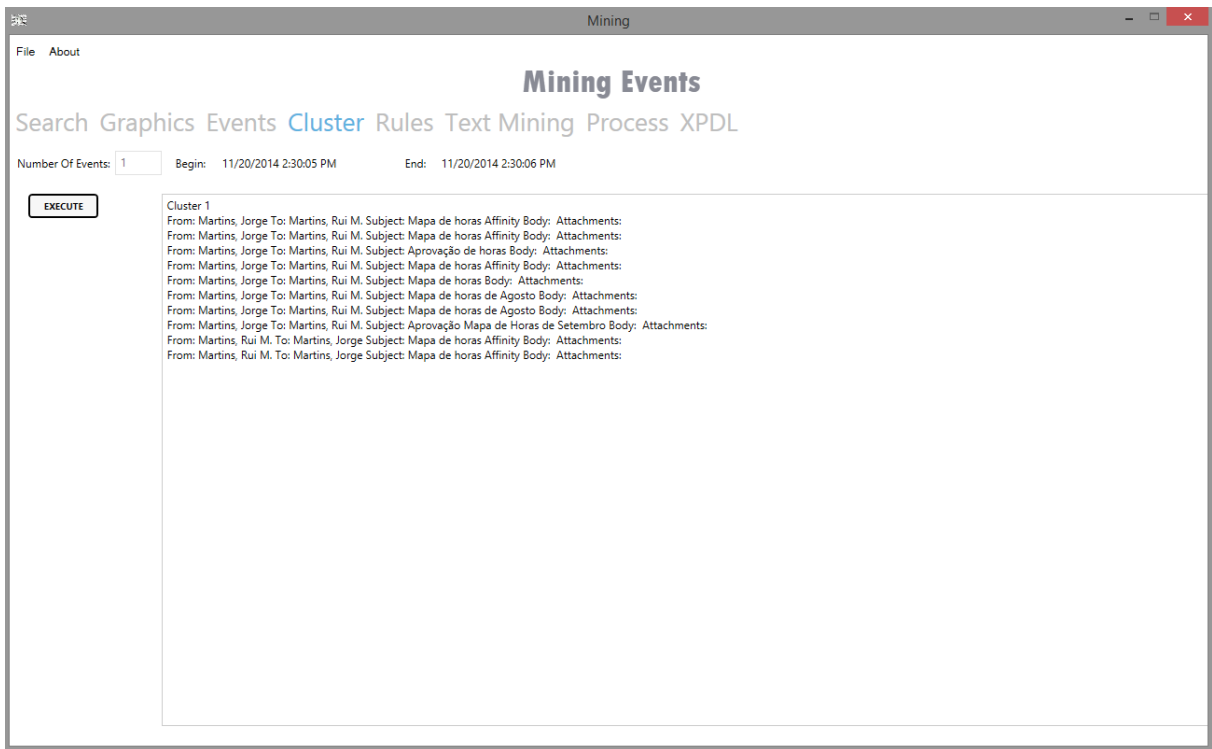 Mining
File About
Mining Events
Search Graphics Events Cluster Rules Text Mining Process XPDL
Number Of Events: 1 Begin: 11/20/2014 2:30:05 PM End: 11/20/2014 2:30:06 PM
EXECUTE
Cluster 1
From: Martins, Jorge To: Martins, Rui M. Subject: Mapa de horas Affinity Body: Attachments:
From: Martins, Jorge To: Martins, Rui M. Subject: Mapa de horas Affinity Body: Attachments:
From: Martins, Jorge To: Martins, Rui M. Subject: Aprovação de horas Body: Attachments:
From: Martins, Jorge To: Martins, Rui M. Subject: Mapa de horas Affinity Body: Attachments:
From: Martins, Jorge To: Martins, Rui M. Subject: Mapa de horas Body: Attachments:
From: Martins, Jorge To: Martins, Rui M. Subject: Mapa de horas de Agosto Body: Attachments:
From: Martins, Jorge To: Martins, Rui M. Subject: Mapa de horas de Agosto Body: Attachments:
From: Martins, Jorge To: Martins, Rui M. Subject: Aprovação Mapa de Horas de Setembro Body: Attachments:
From: Martins, Rui M. To: Martins, Jorge Subject: Mapa de horas Affinity Body: Attachments:
From: Martins, Rui M. To: Martins, Jorge Subject: Mapa de horas Affinity Body: Attachments: